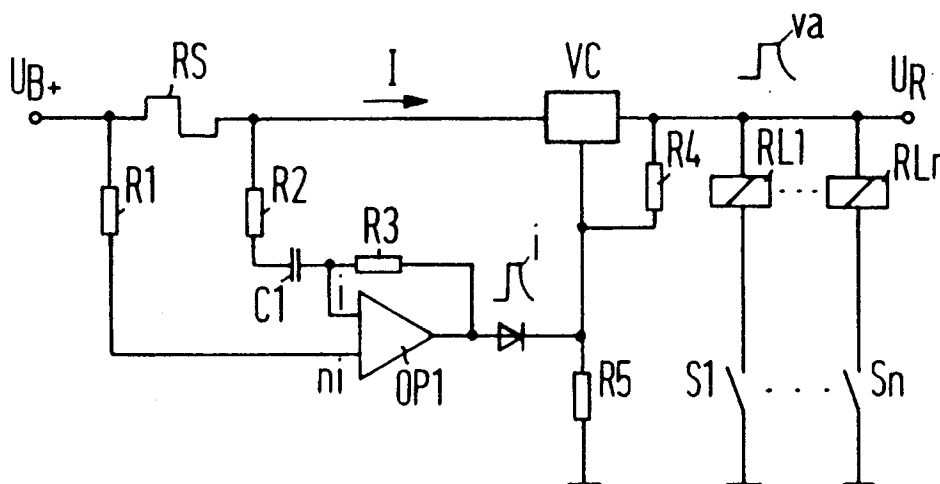 va
RS
I
VC
UB+
UR
R4
RL1
RLn
R1
R2
R3
i
C1
i
ni
OP1
R5
S1
Sn